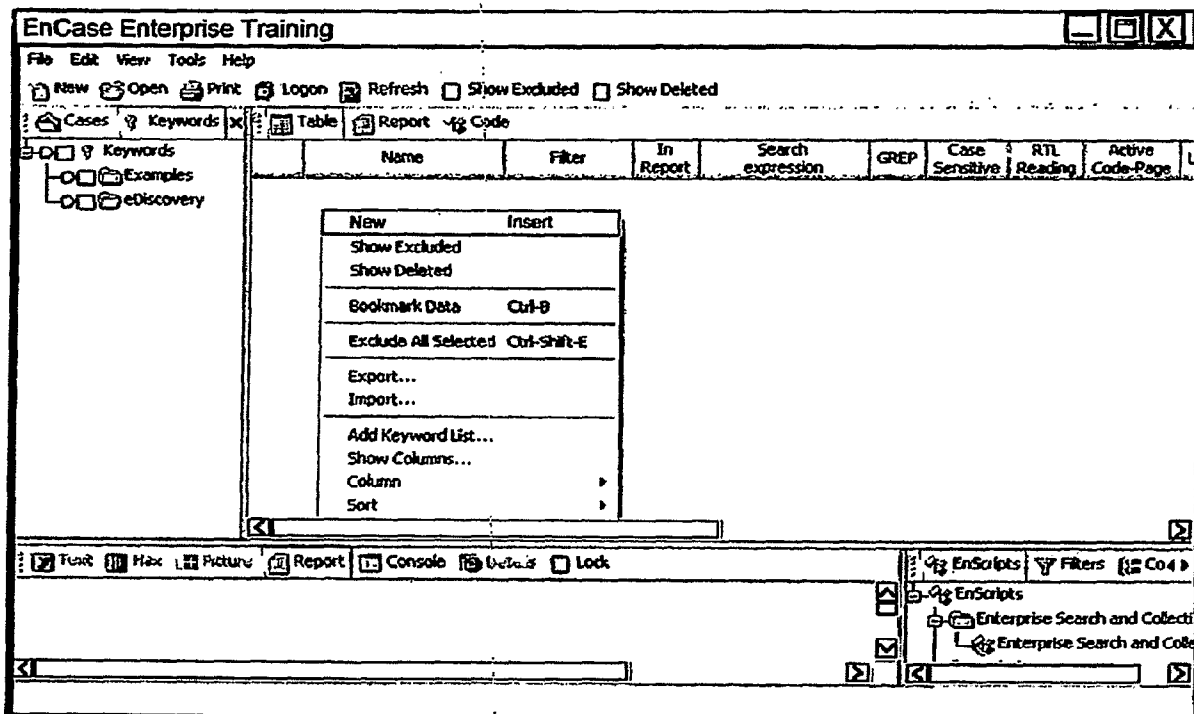 EnCase Enterprise Training
File Edit View Tools Help
New Open Print Logon Refresh Show Excluded Show Deleted
Cases Keywords Table Report Code
Keywords
Examples
eDiscovery
Name Filter In Report Search expression GREP Case Sensitive RTL Reading Active Code-Page
New Insert
Show Excluded
Show Deleted
Bookmark Data Ctrl-B
Exclude All Selected Ctrl-Shift-E
Export...
Import...
Add Keyword List...
Show Columns...
Column
Sort
Text Hex Picture Report Console Details Lock
EnScripts Filters Co
EnScripts
Enterprise Search and Collecti
Enterprise Search and Colle